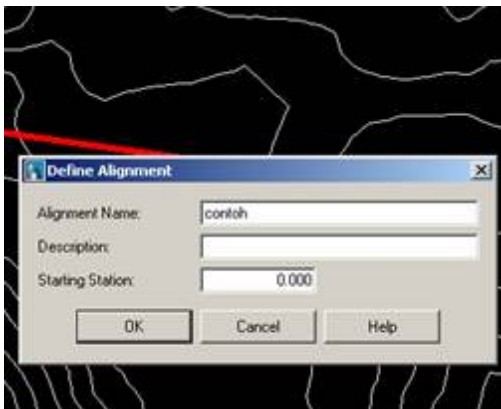 Define Alignment
Alignment Name: contoh
Description:
Starting Station: 0.000
OK Cancel Help